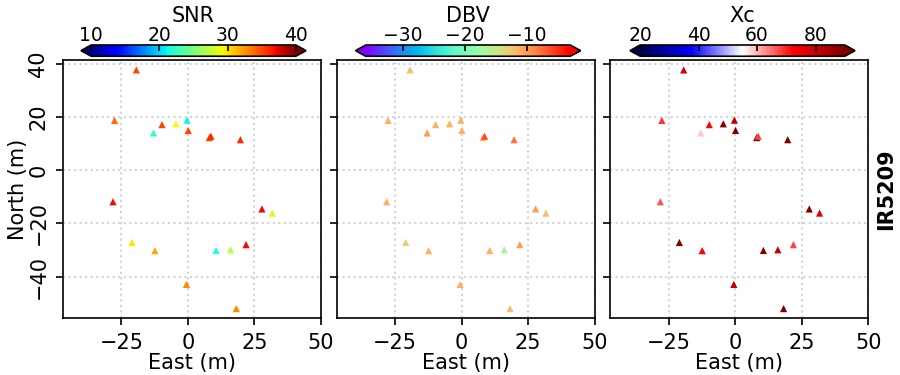 SNR DBV Xc
10 20 30 40 −30 −20 −10 20 40 60 80
40
20
0
−20
−40
North (m)
IR5209
−25 0 25 50 −25 0 25 50 −25 0 25 50
East (m) East (m) East (m)